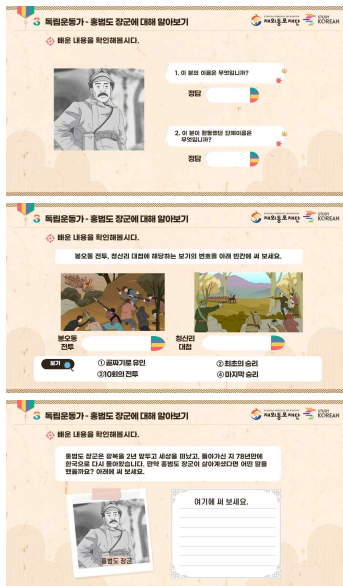 3 독립운동가 - 홍범도 장군에 대해 알아보기
재외동포재단
STUDY KOREAN
배운 내용을 확인해봅시다.
1. 이 분의 이름은 무엇입니까?
정답
2. 이 분이 활동했던 단체이름은
무엇입니까?
정답
3 독립운동가 - 홍범도 장군에 대해 알아보기
재외동포재단
STUDY KOREAN
배운 내용을 확인해봅시다.
봉오동 전투, 청산리 대첩에 해당하는 보기의 번호를 아래 빈칸에 써 보세요.
봉오동
전투
청산리
대첩
보기
① 골짜기로 유인
② 최초의 승리
③10회의 전투
④ 마지막 승리
3 독립운동가 - 홍범도 장군에 대해 알아보기
재외동포재단
STUDY KOREAN
배운 내용을 확인해봅시다.
홍범도 장군은 광복을 2년 앞두고 세상을 떠났고, 돌아가신 지 78년만에
한국으로 다시 돌아왔습니다. 만약 홍범도 장군이 살아계셨다면 어떤 말을
했을까요? 아래에 써 보세요.
홍범도 장군
여기에 써 보세요.